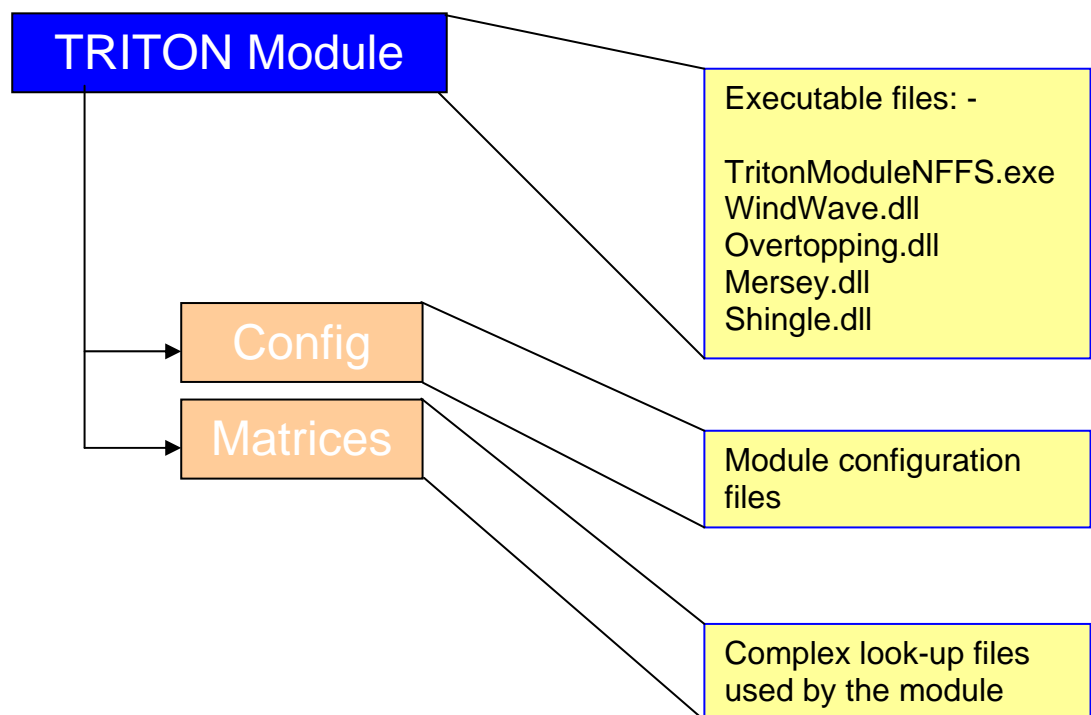 TRITON Module
Executable files: -
TritonModuleNFFS.exe
WindWave.dll
Overtopping.dll
Mersey.dll
Shingle.dll
Config
Matrices
Module configuration
files
Complex look-up files
used by the module